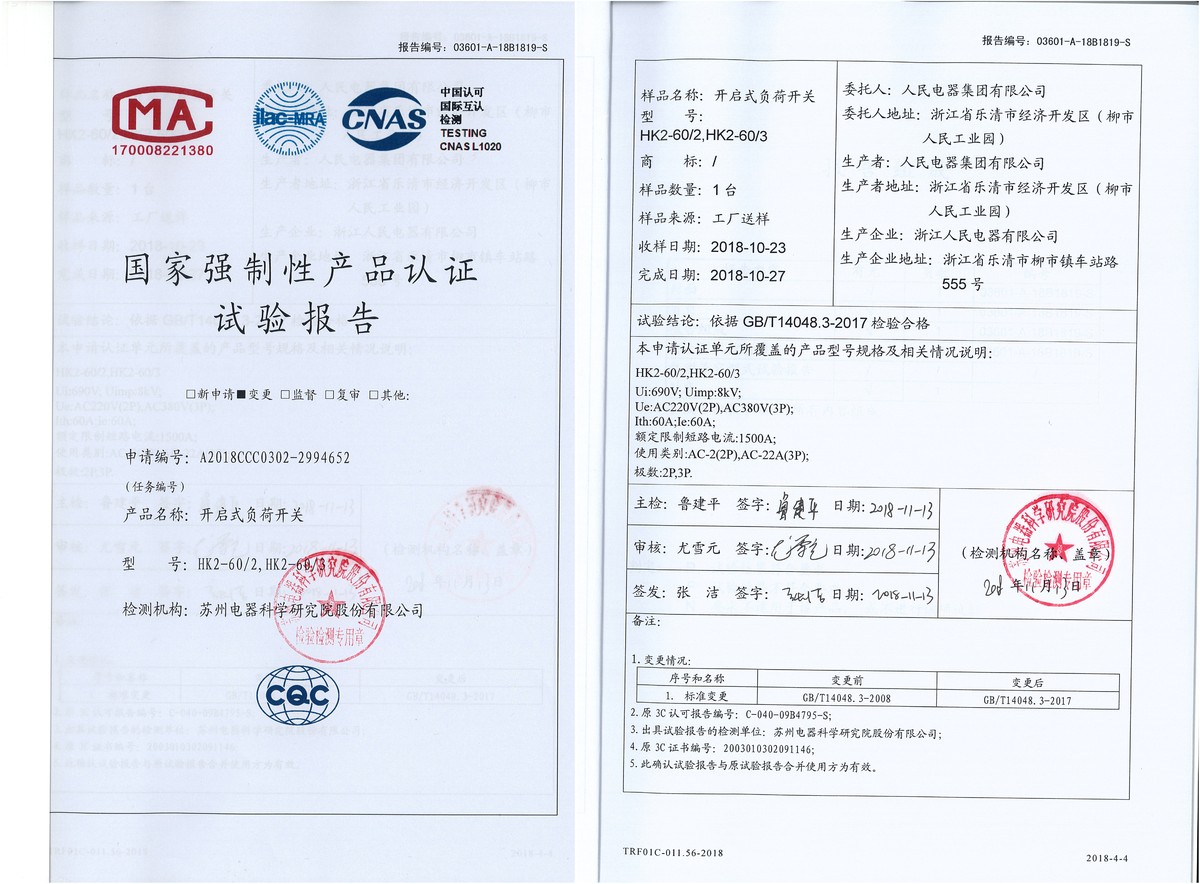 报告编号: 03601-A-18B1819-S
MA
170008221380
ilac-MRA
CNAS
中国认可
国际互认
检测
TESTING
CNAS L1020
国家强制性产品认证
试验报告
□新申请■变更 □监督 □复审 □其他:
申请编号: A2018CCC0302-2994652
(任务编号)
产品名称: 开启式负荷开关
型 号: HK2-60/2,HK2-60/3
检测机构: 苏州电器科学研究院股份有限公司
检验检测专用章
CQC
报告编号: 03601-A-18B1819-S
样品名称: 开启式负荷开关
型 号:
HK2-60/2,HK2-60/3
商 标: /
样品数量: 1 台
样品来源: 工厂送样
收样日期: 2018-10-23
完成日期: 2018-10-27
委托人: 人民电器集团有限公司
委托人地址: 浙江省乐清市经济开发区（柳市
人民工业园）
生产者: 人民电器集团有限公司
生产者地址: 浙江省乐清市经济开发区（柳市
人民工业园）
生产企业: 浙江人民电器有限公司
生产企业地址: 浙江省乐清市柳市镇车站路
555 号
试验结论: 依据 GB/T14048.3-2017 检验合格
本申请认证单元所覆盖的产品型号规格及相关情况说明:
HK2-60/2,HK2-60/3
Ui:690V; Uimp:8kV;
Ue:AC220V(2P),AC380V(3P);
Ith:60A;Ie:60A;
额定限制短路电流:1500A;
使用类别:AC-2(2P),AC-22A(3P);
极数:2P,3P.
主检: 鲁建平 签字: 鲁建平 日期: 2018-11-13
审核: 尤雪元 签字: 日期: 2018-11-13
签发: 张 洁 签字: 日期: 2018-11-13
(检测机构名称、盖章)
2018 年 11 月 13 日
检验检测专用章
备注:
1. 变更情况:
序号和名称 变更前 变更后
1. 标准变更 GB/T14048.3-2008 GB/T14048.3-2017
2. 原 3C 认可报告编号: C-040-09B4795-S;
3. 出具试验报告的检测单位: 苏州电器科学研究院股份有限公司;
4. 原 3C 证书编号: 2003010302091146;
5. 此确认试验报告与原试验报告合并使用方为有效。
TRF01C-011.56-2018
2018-4-4